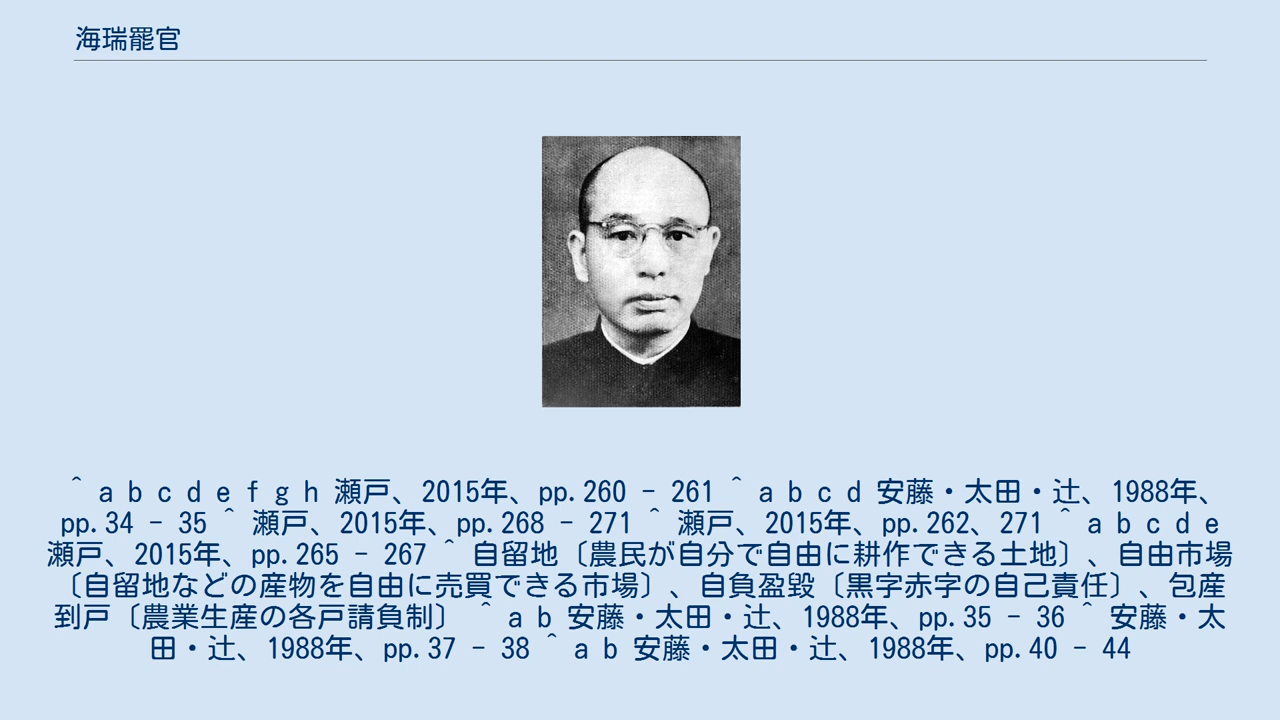 海瑞罷官
^ a b c d e f g h 瀬戸、2015年、pp.260 - 261 ^ a b c d 安藤・太田・辻、1988年、
pp.34 - 35 ^ 瀬戸、2015年、pp.268 - 271 ^ 瀬戸、2015年、pp.262、271 ^ a b c d e
瀬戸、2015年、pp.265 - 267 ^ 自留地〔農民が自分で自由に耕作できる土地〕、自由市場
〔自留地などの産物を自由に売買できる市場〕、自負盈毀〔黒字赤字の自己責任〕、包産
到戸〔農業生産の各戸請負制〕 ^ a b 安藤・太田・辻、1988年、pp.35 - 36 ^ 安藤・太
田・辻、1988年、pp.37 - 38 ^ a b 安藤・太田・辻、1988年、pp.40 - 44